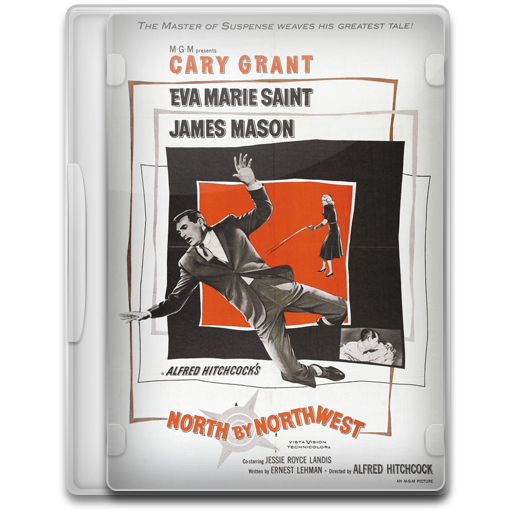 THE MASTER OF SUSPENSE WEAVES HIS GREATEST TALE!
M·G·M presents
CARY GRANT
EVA MARIE SAINT
JAMES MASON
in ALFRED HITCHCOCK'S
NORTH BY NORTHWEST
VISTAVISION
TECHNICOLOR®
Co-starring JESSIE ROYCE LANDIS
Written by ERNEST LEHMAN · Directed by ALFRED HITCHCOCK
AN M-G-M PICTURE